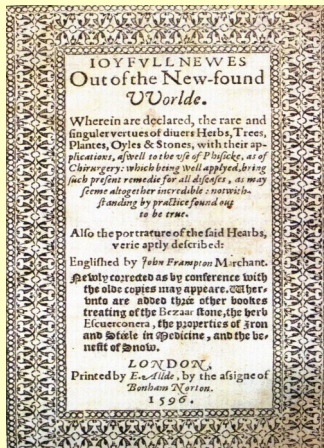 IOYFVLL NEWES
Out of the New-found
VVorlde.
Wherein are declared, the rare and
singuler vertues of diuers Herbs, Trees,
Plantes, Oyles & Stones, with their ap-
plications, aswell to the vse of Phisicke, as of
Chirurgery: which being well applyed, bring
such present remedie for all diseases, as may
seeme altogether incredible: notwith-
standing by practice found out
to be true.
Also the portrature of the said Hearbs,
verie aptly described:
Englished by John Frampton Marchant.
Newly corrected as by conference with
the olde copies may appeare. Wher-
vnto are added three other bookes
treating of the Bezaar stone, the herb
Escuerconera, the properties of Iron
and Steele in Medicine, and the be-
nefit of Snow.
LONDON,
Printed by E. Allde, by the assigne of
Bonham Norton.
1596.